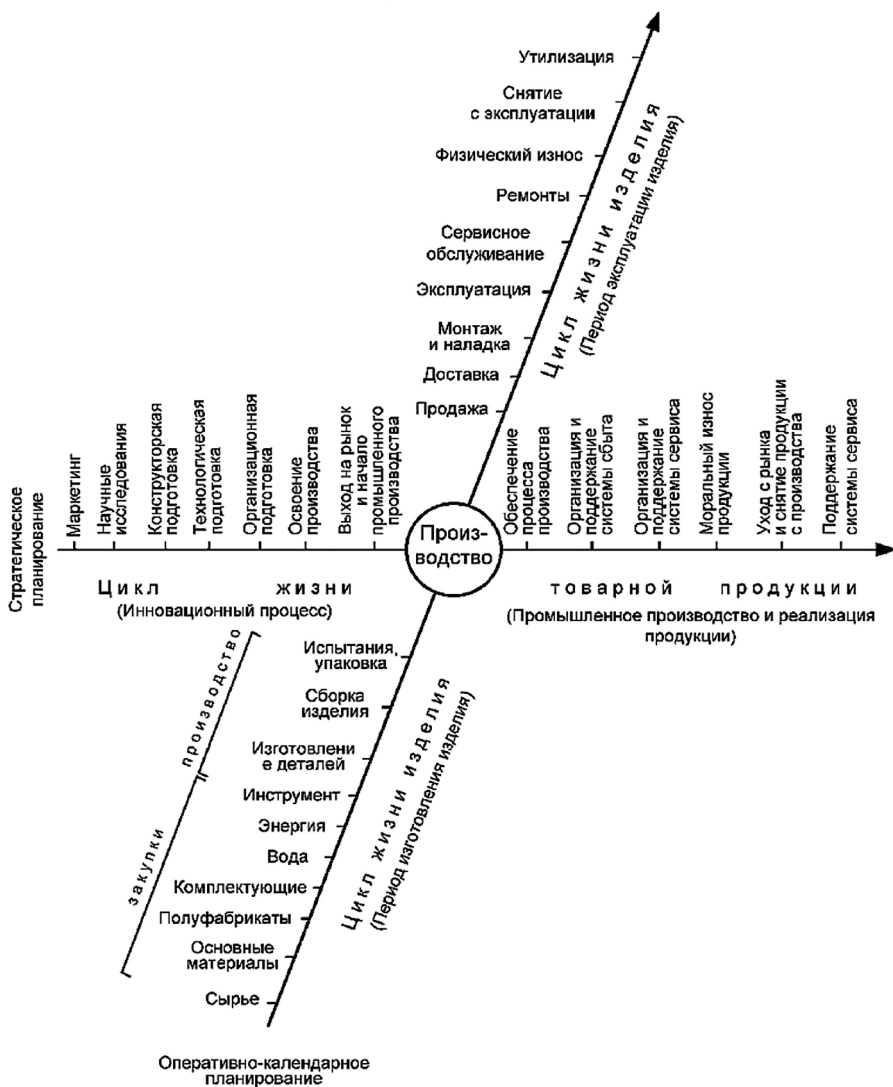 Утилизация
Снятие
с эксплуатации
Физический износ
Ремонты
Сервисное
обслуживание
Эксплуатация
Монтаж
и наладка
Доставка
Продажа
Цикл жизни изделия
(Период эксплуатации изделия)
Стратегическое
планирование
Маркетинг
Научные
исследования
Конструкторская
подготовка
Технологическая
подготовка
Организационная
подготовка
Освоение
производства
Выход на рынок
и начало
промышленного
производства
Произ-
водство
Обеспечение
процесса
производства
Организация и
поддержание
системы сбыта
Организация и
поддержание
системы сервиса
Моральный износ
продукции
Уход с рынка
и снятие продукции
с производства
Поддержание
системы сервиса
Цикл жизни товарной продукции
(Инновационный процесс)
(Промышленное производство и реализация
продукции)
производство
закупки
Испытания,
упаковка
Сборка
изделия
Изготовлени
е деталей
Инструмент
Энергия
Вода
Комплектующие
Полуфабрикаты
Основные
материалы
Сырье
Цикл жизни изделия
(Период изготовления изделия)
Оперативно-календарное
планирование